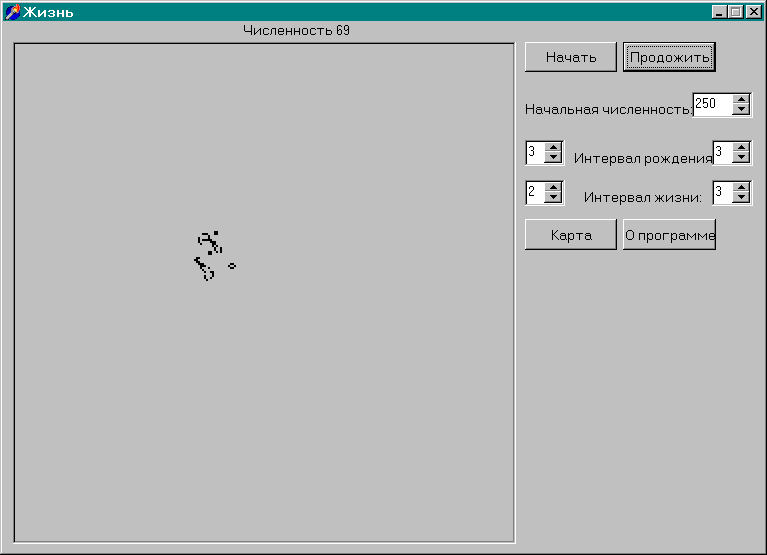 Жизнь
Численность 69
Начать Продожить
Начальная численность: 250
3 Интервал рождения 3
2 Интервал жизни: 3
Карта О программе